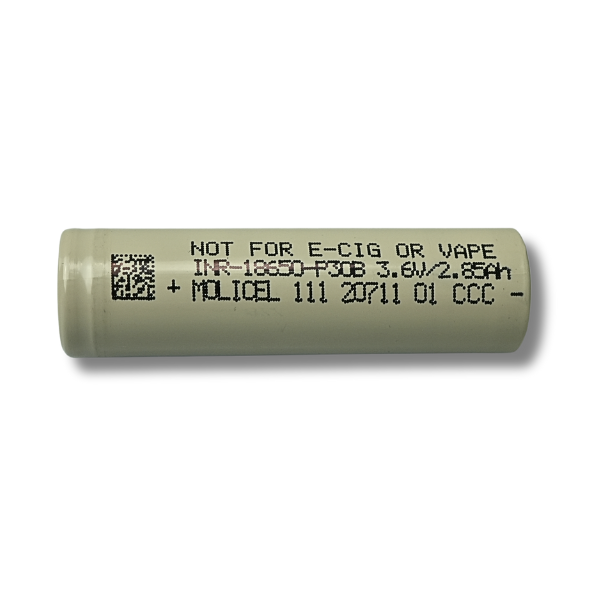 NOT FOR E-CIG OR VAPE
INR-18650-P30B 3.6V/2.85Ah
+ MOLICEL 111 20711 01 CCC -